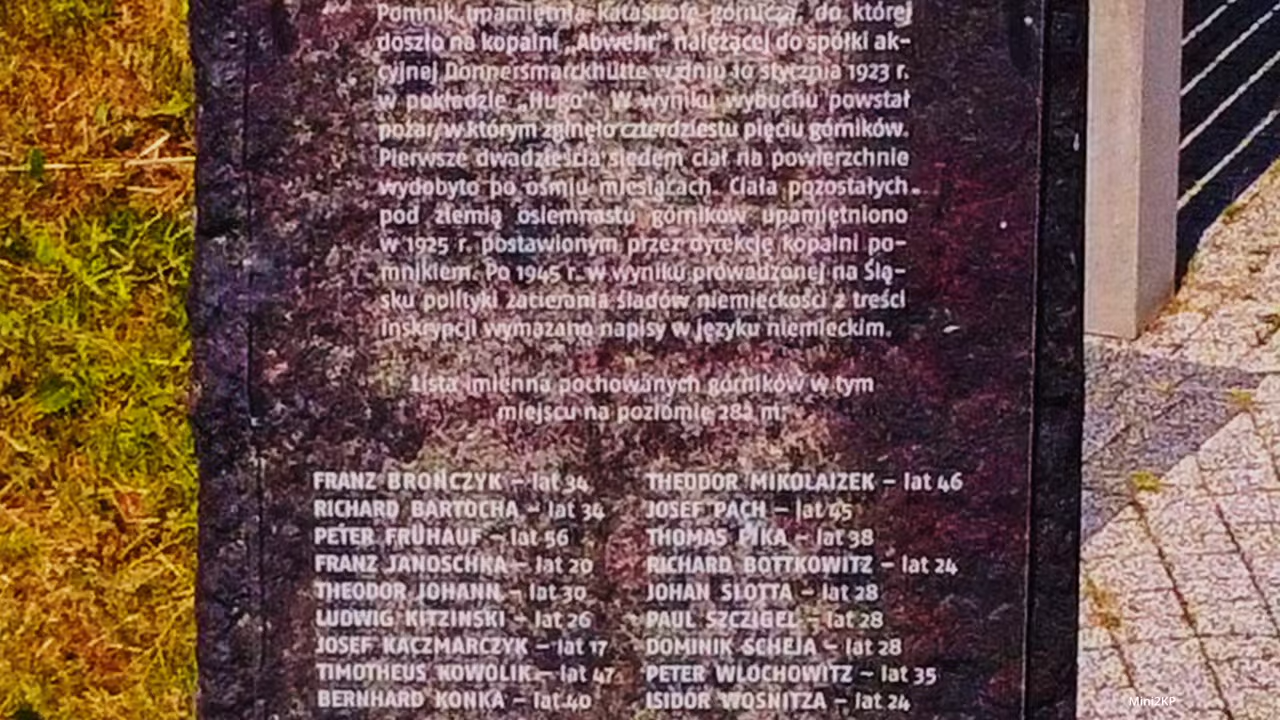 Pomnik upamiętnia katastrofę górniczą, do której
doszło na kopalni „Abwehr” należącej do spółki ak-
cyjnej Donnersmarckhütte w dniu 10 stycznia 1923 r.
w pokładzie „Hugo”. W wyniku wybuchu powstał
pożar, w którym zginęło czterdziestu pięciu górników.
Pierwsze dwadzieścia siedem ciał na powierzchnie
wydobyto po ośmiu miesiącach. Ciała pozostałych
pod ziemią osiemnastu górników upamiętniono
w 1925 r. postawionym przez dyrekcję kopalni po-
mnikiem. Po 1945 r. w wyniku prowadzonej na Ślą-
sku polityki zacierania śladów niemieckości z treści
inskrypcji wymazano napisy w języku niemieckim.
Lista imienna pochowanych górników w tym
miejscu na poziomie 282 m:
FRANZ BROŃCZYK – lat 34
RICHARD BARTOCHA – lat 34
PETER FRÜHAUF – lat 56
FRANZ JANOSCHKA – lat 20
THEODOR JOHANN – lat 30
LUDWIG KITZINSKI – lat 26
JOSEF KACZMARCZYK – lat 17
TIMOTHEUS KOWOLIK – lat 47
BERNHARD KONKA – lat 40
THEODOR MIKOLAIZEK – lat 46
JOSEF PACH – lat 45
THOMAS PIKA – lat 38
RICHARD BOTTKOWITZ – lat 24
JOHAN SLOTTA – lat 28
PAUL SZCZIGEL – lat 28
DOMINIK SCHEJA – lat 28
PETER WLOCHOWITZ – lat 35
ISIDOR WOSNITZA – lat 24
Mini2KP